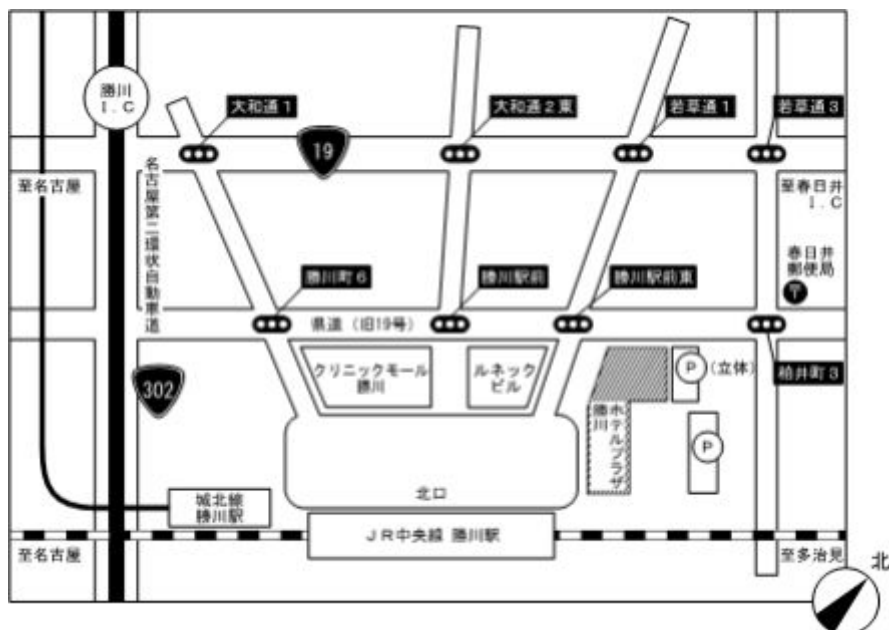 勝川
I.C
大和通1
大和通2東
若草通1
若草通3
19
至名古屋
名古屋第二環状自動車道
至春日井
I.C
春日井
郵便局
〒
勝川町6
勝川駅前
勝川駅前東
県道（旧19号）
302
クリニックモール
勝川
ルネック
ビル
P
(立体)
柏井町3
ホテルプラザ
勝川
P
北口
城北線
勝川駅
JR中央線 勝川駅
至名古屋
至多治見
北